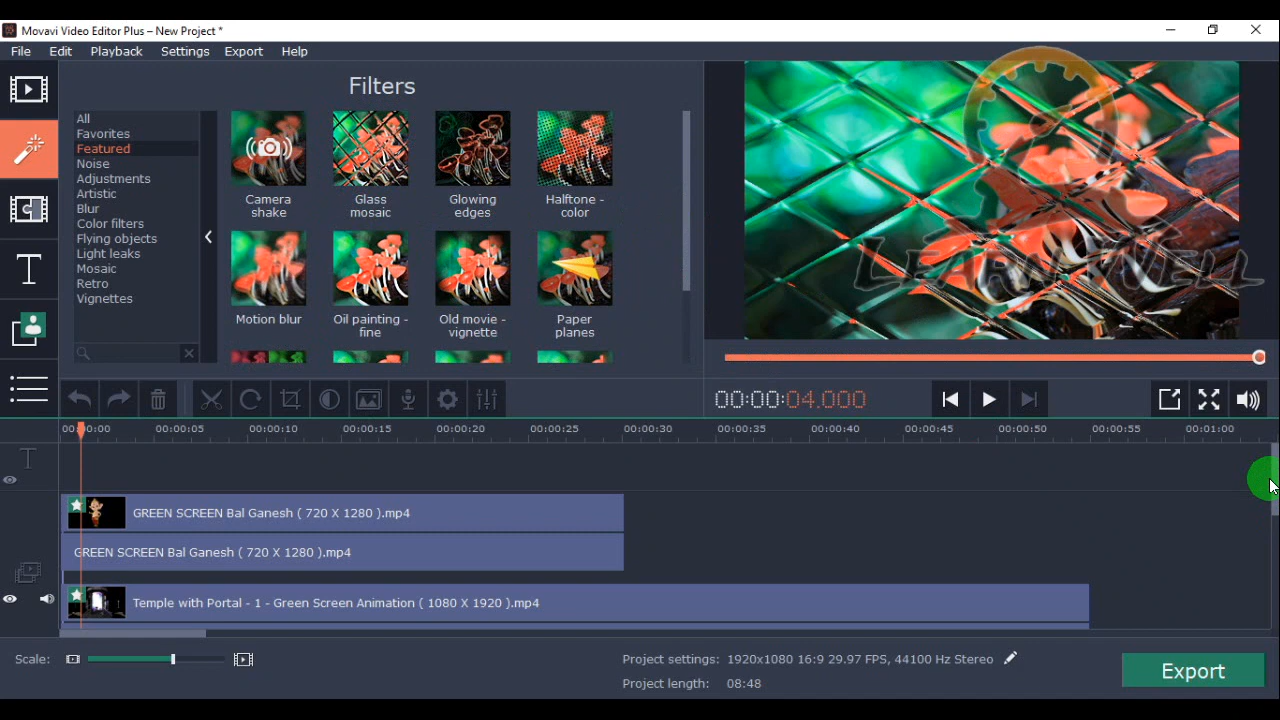 Movavi Video Editor Plus – New Project *
File Edit Playback Settings Export Help
Filters
All
Favorites
Featured
Noise
Adjustments
Artistic
Blur
Color filters
Flying objects
Light leaks
Mosaic
Retro
Vignettes
Camera
shake
Glass
mosaic
Glowing
edges
Halftone -
color
Motion blur
Oil painting -
fine
Old movie -
vignette
Paper
planes
LEARN WELL
00:00:04.000
00:00:00 00:00:05 00:00:10 00:00:15 00:00:20 00:00:25 00:00:30 00:00:35 00:00:40 00:00:45 00:00:50 00:00:55 00:01:00
GREEN SCREEN Bal Ganesh ( 720 X 1280 ).mp4
GREEN SCREEN Bal Ganesh ( 720 X 1280 ).mp4
Temple with Portal - 1 - Green Screen Animation ( 1080 X 1920 ).mp4
Scale:
Project settings: 1920x1080 16:9 29.97 FPS, 44100 Hz Stereo
Project length: 08:48
Export